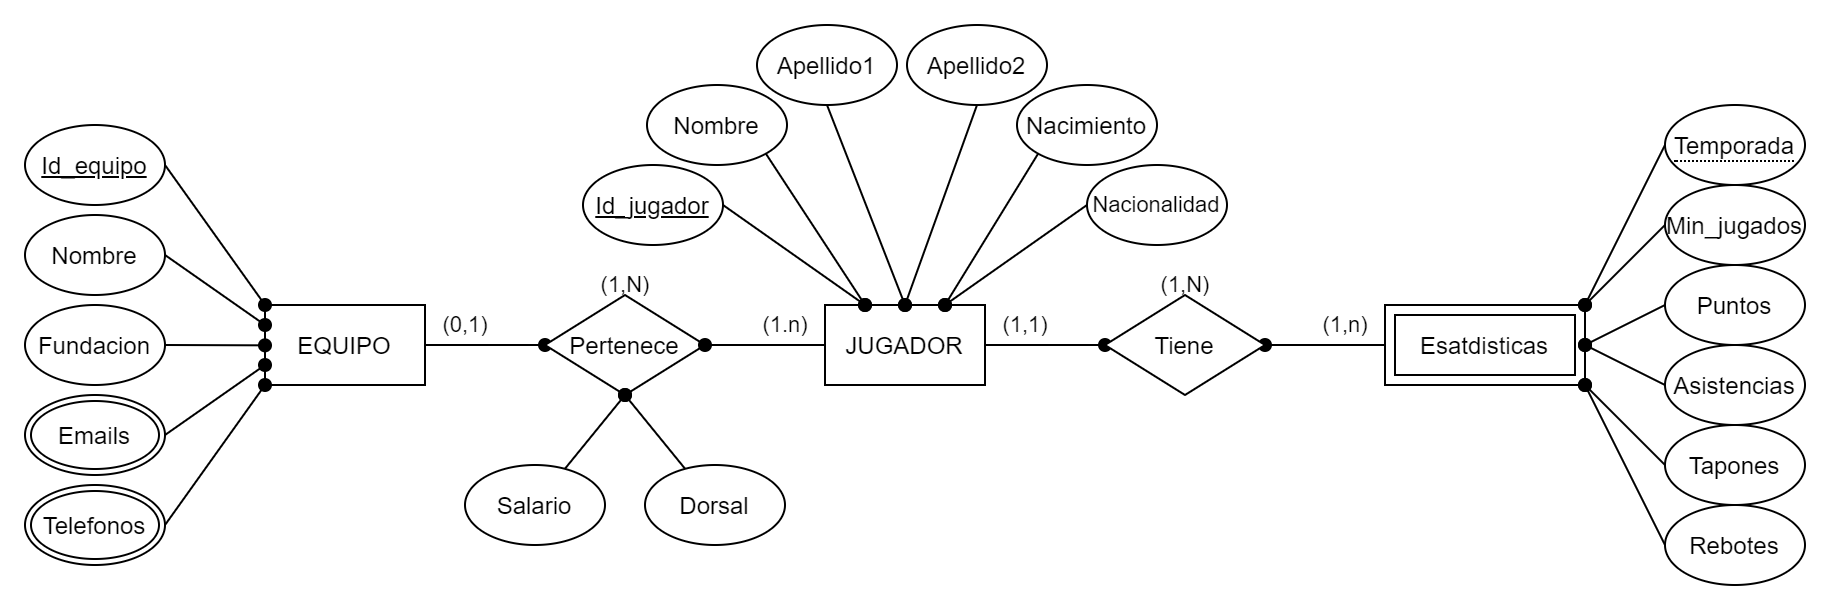 Id_equipo
Nombre
Fundacion
Emails
Telefonos
EQUIPO
(0,1)
(1,N)
Pertenece
(1.n)
Salario
Dorsal
Id_jugador
Nombre
Apellido1
Apellido2
Nacimiento
Nacionalidad
JUGADOR
(1,1)
(1,N)
Tiene
(1,n)
Esatdisticas
Temporada
Min_jugados
Puntos
Asistencias
Tapones
Rebotes